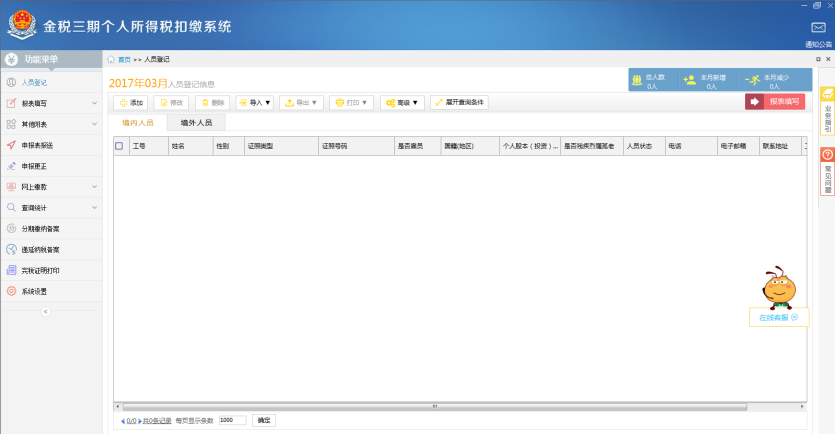 金税三期个人所得税扣缴系统
通知公告
功能菜单
首页 >> 人员登记
人员登记
报表填写
其他附表
申报表报送
申报更正
网上缴款
查询统计
分期缴纳备案
递延纳税备案
完税证明打印
系统设置
2017年03月人员登记信息
总人数
0人
本月新增
0人
本月减少
0人
添加 修改 删除 导入 导出 打印 高级 展开查询条件
报表填写
境内人员 境外人员
工号 姓名 性别 证照类型 证照号码 是否雇员 国籍(地区) 个人股本（投资）... 是否残疾烈属孤老 人员状态 电话 电子邮箱 联系地址
业务指引
常见问题
在线客服
0/0 共0条记录 每页显示条数 1000 确定